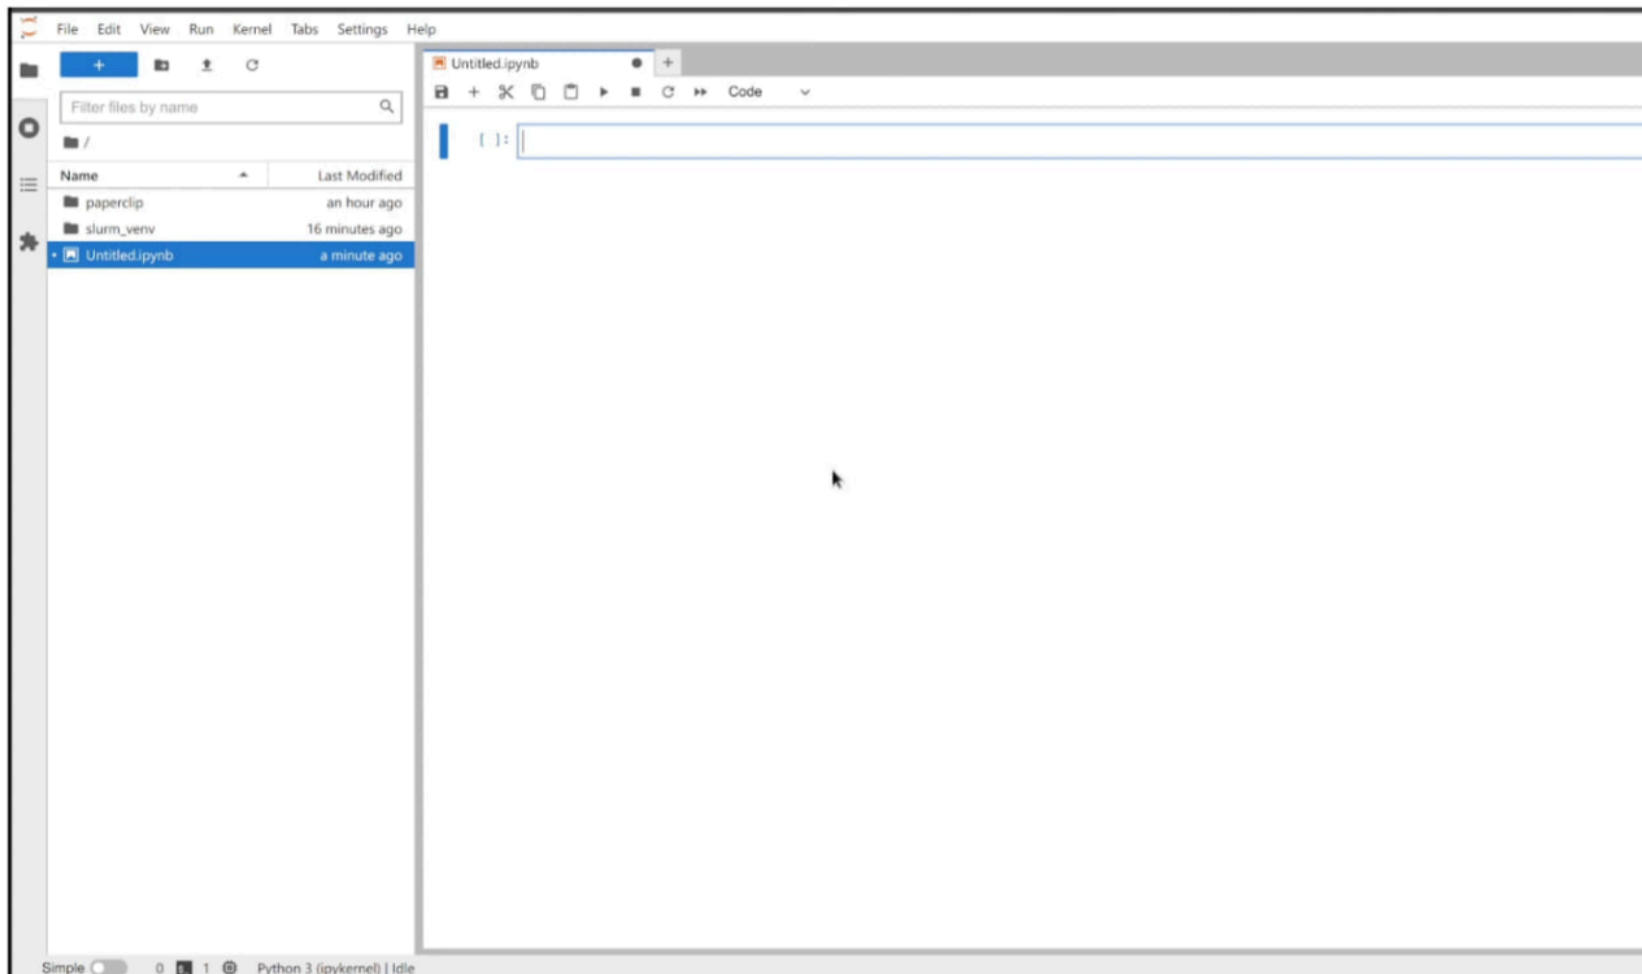 File Edit View Run Kernel Tabs Settings Help
Untitled.ipynb
Code
Filter files by name
/
[ ]:
Name Last Modified
paperclip an hour ago
slurm_venv 16 minutes ago
Untitled.ipynb a minute ago
Simple 0 1 Python 3 (ipykernel) | Idle